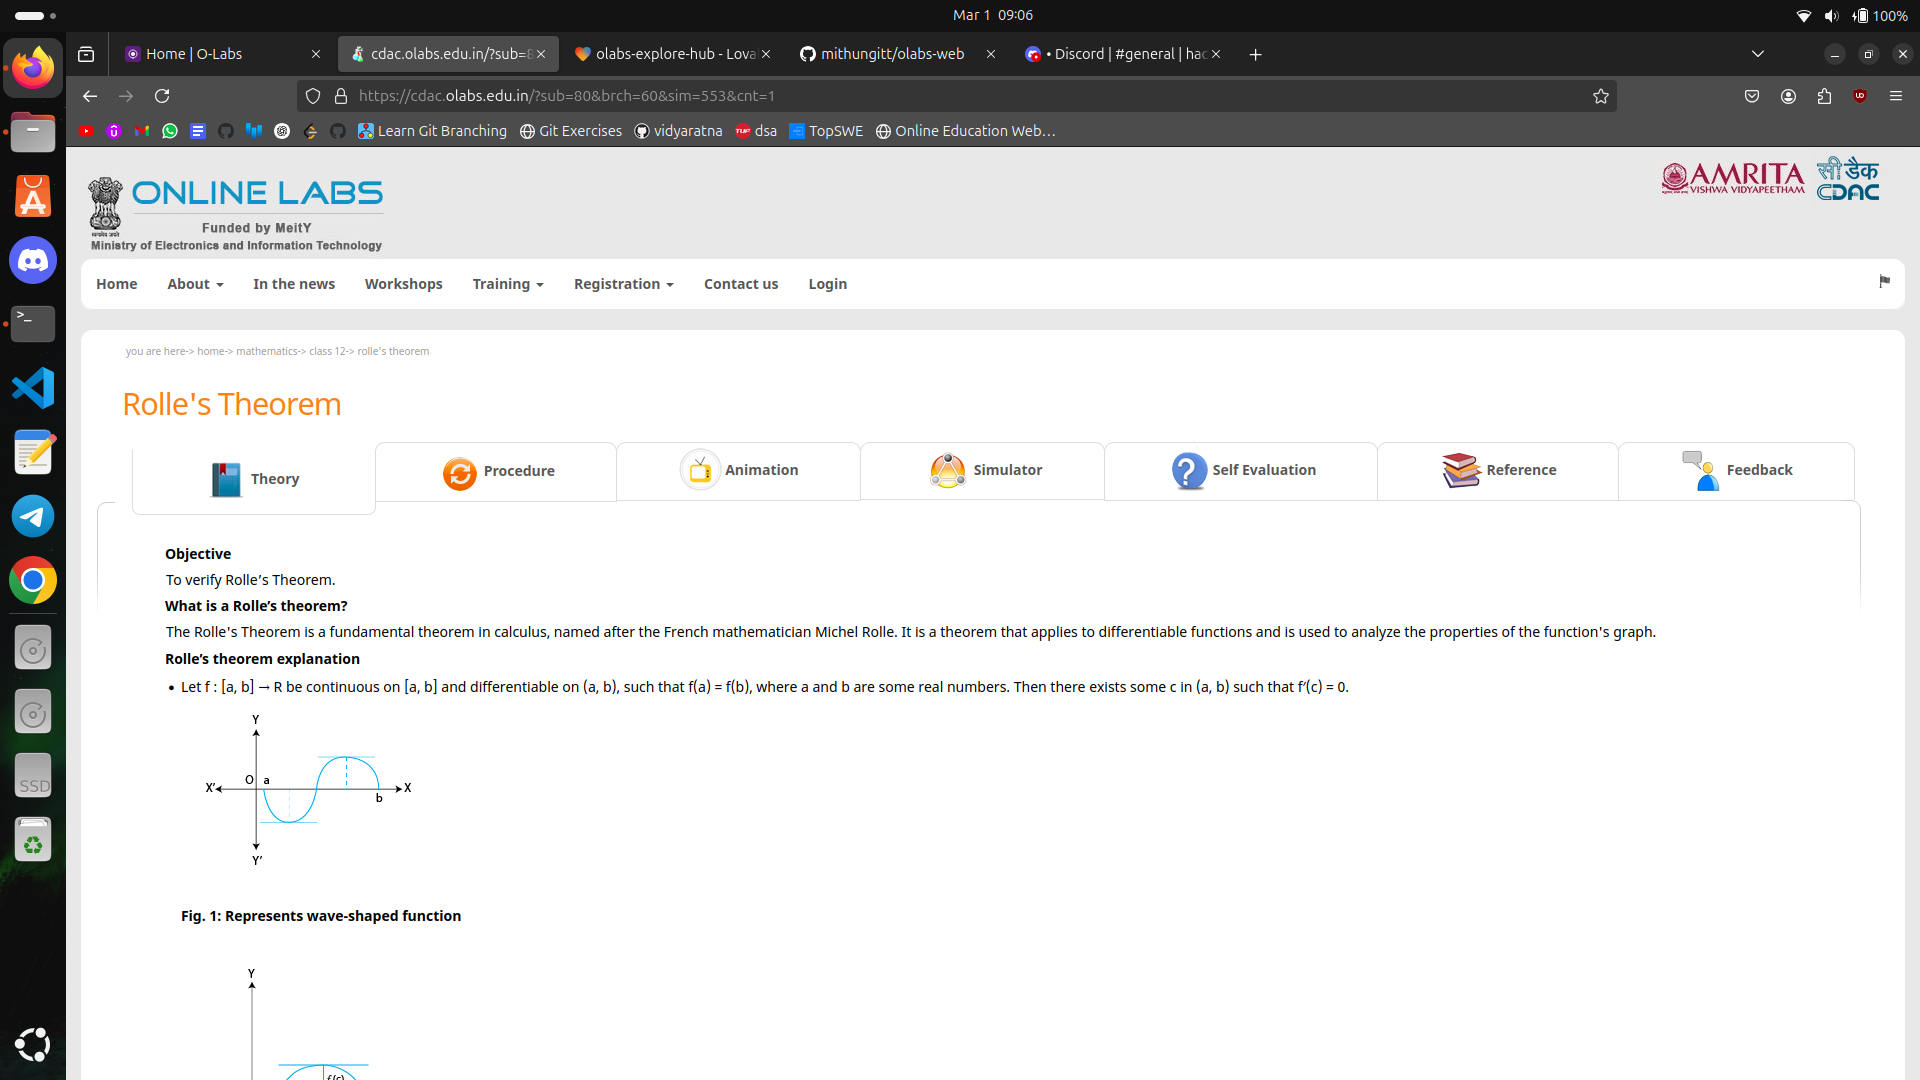 Mar 1 09:06
100%
Home | O-Labs
cdac.olabs.edu.in/?sub=8
olabs-explore-hub - Lova
mithungitt/olabs-web
• Discord | #general | hac
https://cdac.olabs.edu.in/?sub=80&brch=60&sim=553&cnt=1
Learn Git Branching
Git Exercises
vidyaratna
TUF dsa
TopSWE
Online Education Web…
ONLINE LABS
Funded by MeitY
Ministry of Electronics and Information Technology
सत्यमेव जयते
AMRITA
VISHWA VIDYAPEETHAM
सी डैक
CDAC
Home
About
In the news
Workshops
Training
Registration
Contact us
Login
you are here-> home-> mathematics-> class 12-> rolle's theorem
Rolle's Theorem
Theory
Procedure
Animation
Simulator
Self Evaluation
Reference
Feedback
Objective
To verify Rolle’s Theorem.
What is a Rolle’s theorem?
The Rolle's Theorem is a fundamental theorem in calculus, named after the French mathematician Michel Rolle. It is a theorem that applies to differentiable functions and is used to analyze the properties of the function's graph.
Rolle’s theorem explanation
• Let f : [a, b] → R be continuous on [a, b] and differentiable on (a, b), such that f(a) = f(b), where a and b are some real numbers. Then there exists some c in (a, b) such that f′(c) = 0.
Y
O a
X′ X
b
Y′
Fig. 1: Represents wave-shaped function
Y
f(c)
SSD